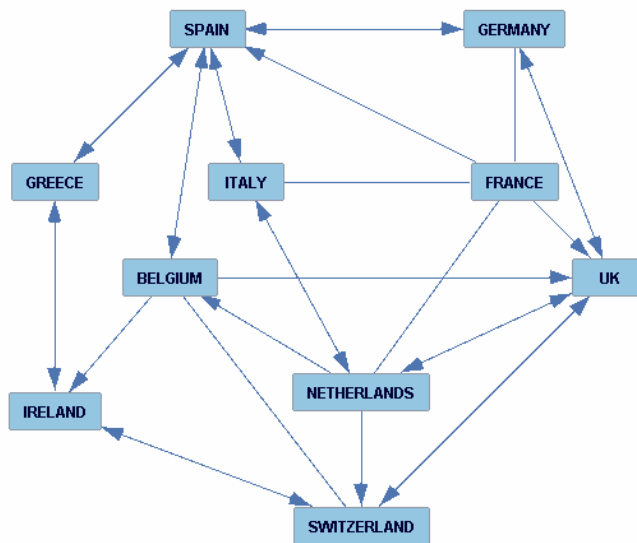 SPAIN
GERMANY
GREECE
ITALY
FRANCE
BELGIUM
UK
IRELAND
NETHERLANDS
SWITZERLAND